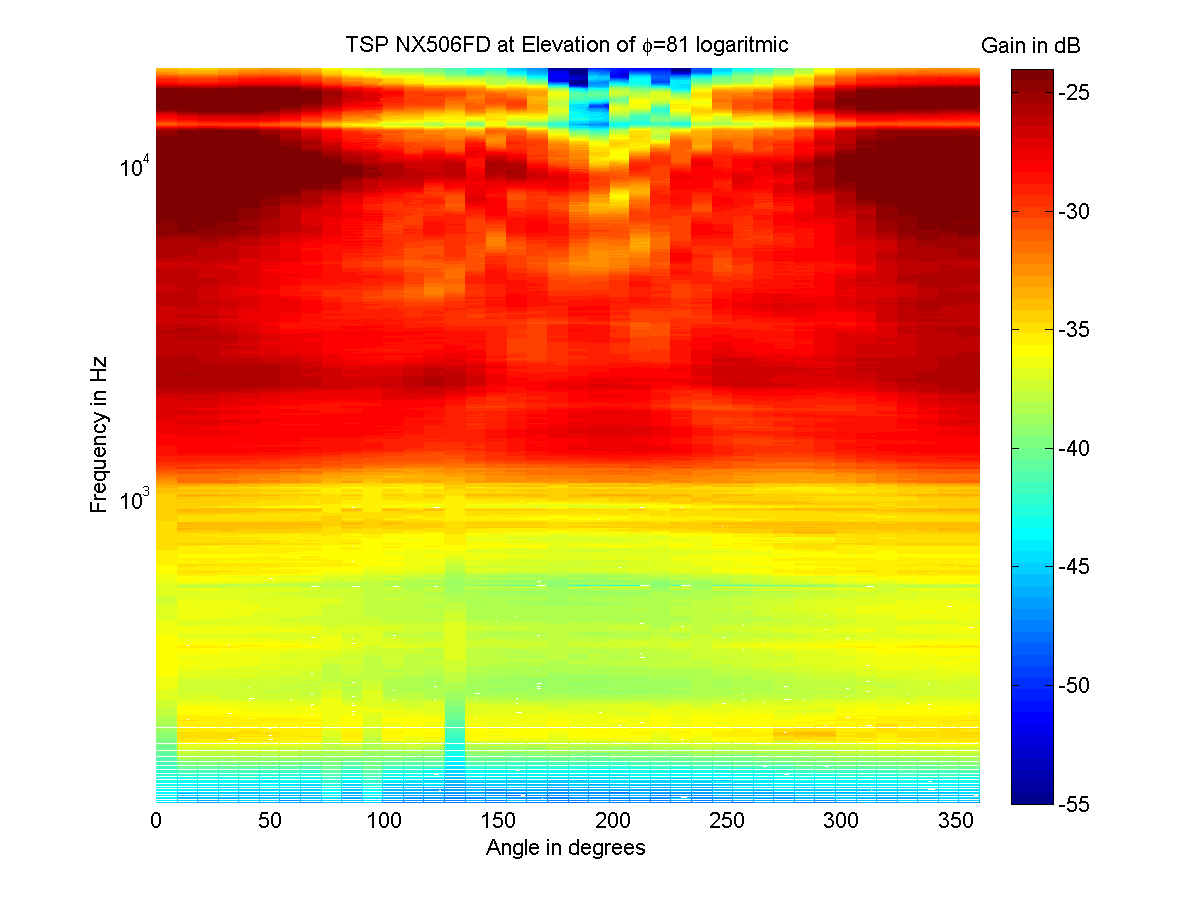 TSP NX506FD at Elevation of ϕ=81 logaritmic
Gain in dB
Frequency in Hz
10^4
10^3
0 50 100 150 200 250 300 350
Angle in degrees
-25
-30
-35
-40
-45
-50
-55